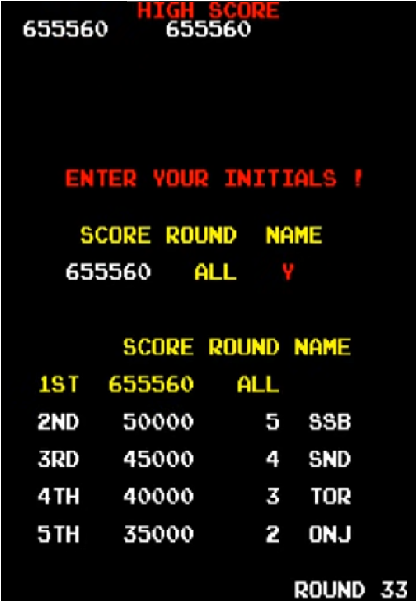 HIGH SCORE
655560 655560
ENTER YOUR INITIALS !
SCORE ROUND NAME
655560 ALL Y
SCORE ROUND NAME
1ST 655560 ALL
2ND 50000 5 SSB
3RD 45000 4 SND
4TH 40000 3 TOR
5TH 35000 2 ONJ
ROUND 33